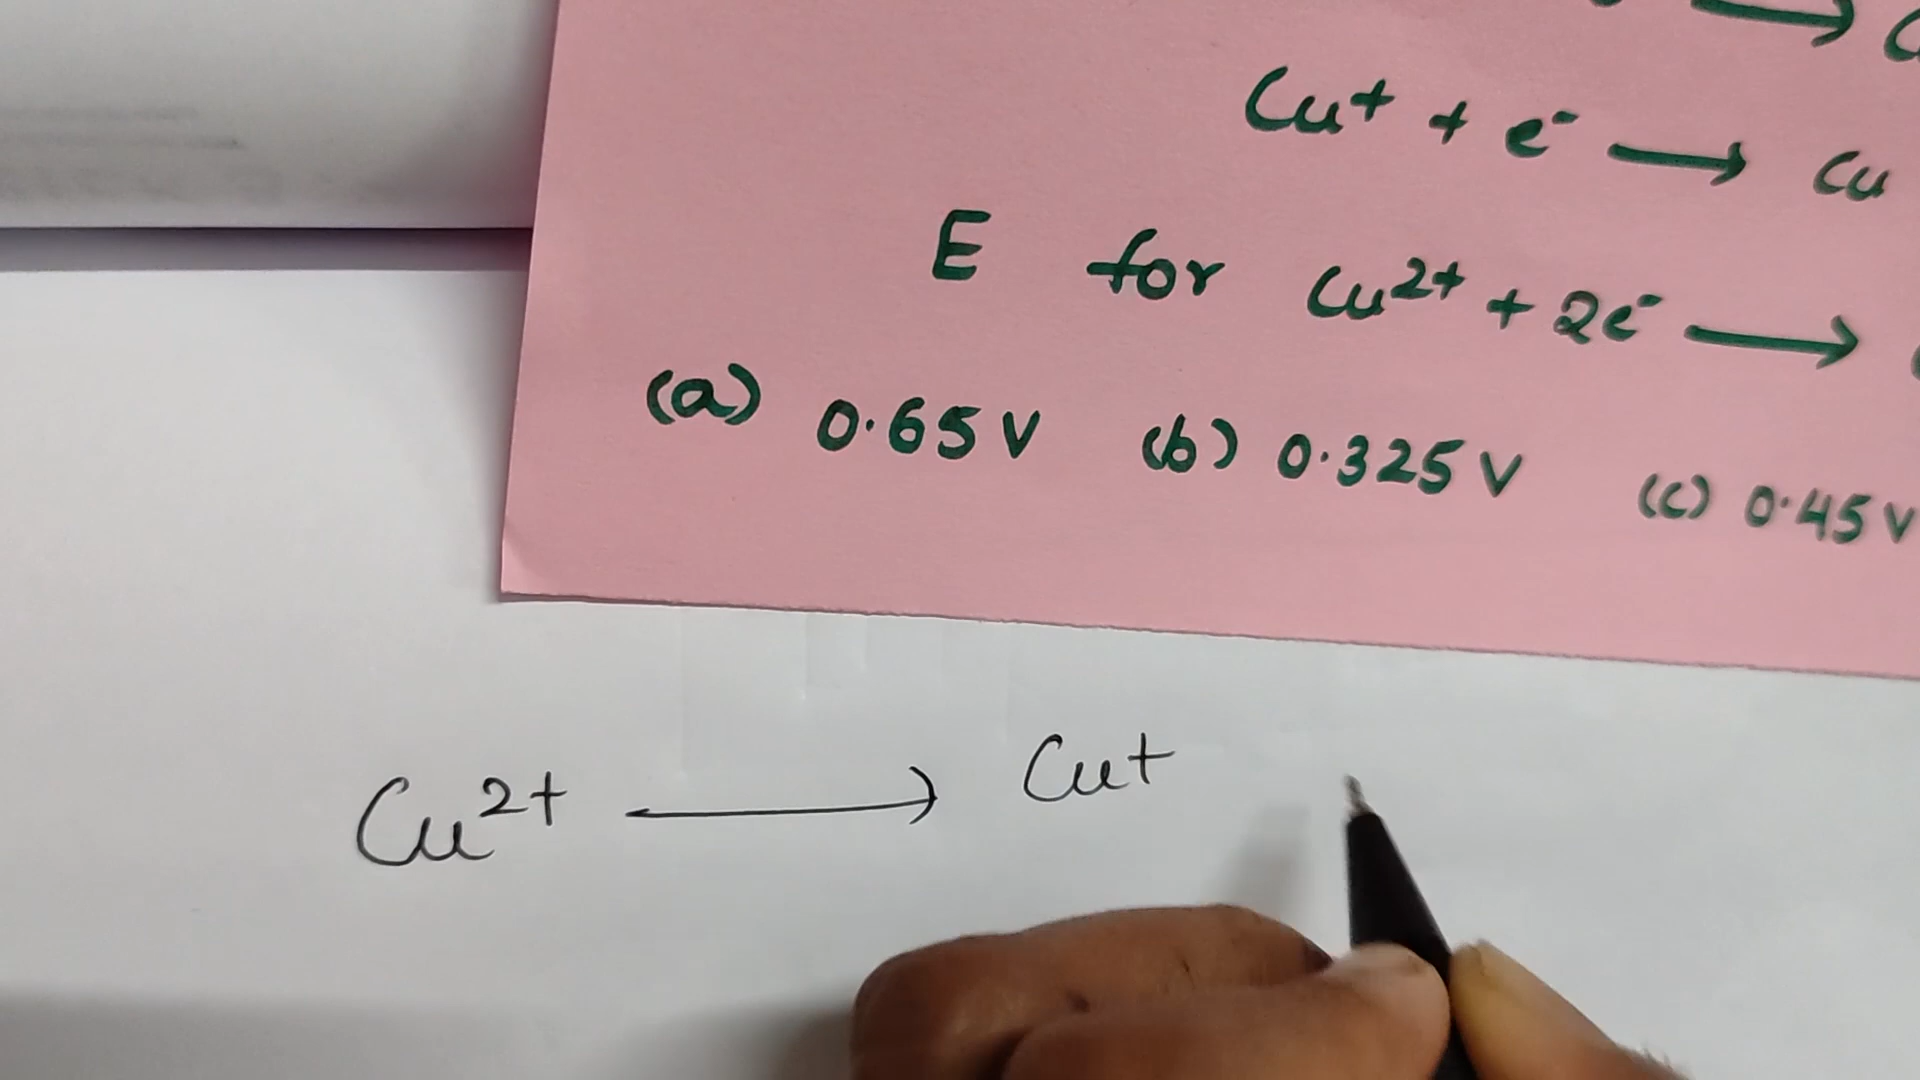 ⟶ C
Cu⁺ + e⁻ ⟶ Cu
E for Cu²⁺ + 2e⁻ ⟶
(a) 0.65 V (b) 0.325 V (c) 0.45 V
Cu²⁺ ⟶ Cu⁺